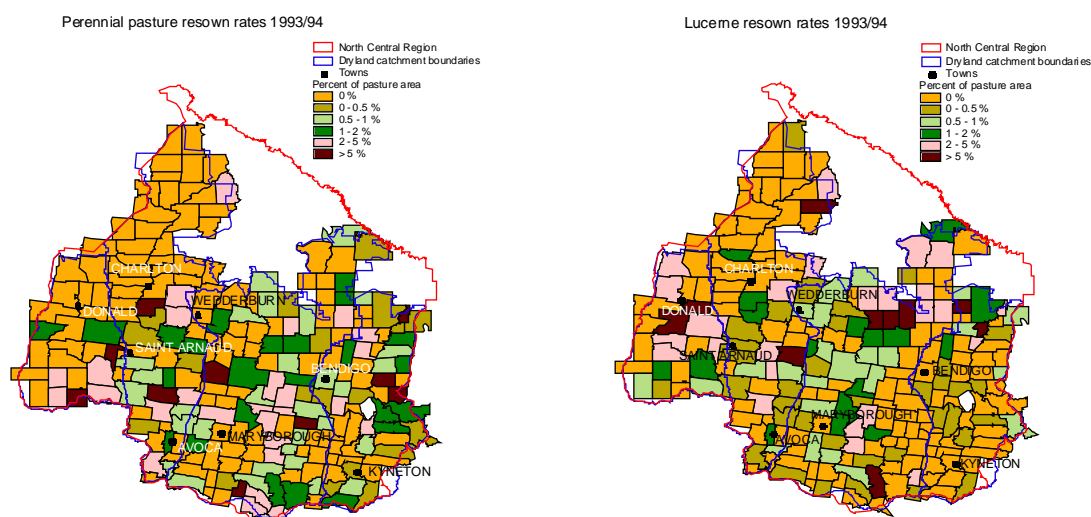 Perennial pasture resown rates 1993/94
North Central Region
Dryland catchment boundaries
Towns
Percent of pasture area
0 %
0 - 0.5 %
0.5 - 1 %
1 - 2 %
2 - 5 %
>5 %
CHARLTON
WEDDERBURN
DONALD
SAINT ARNAUD
BENDIGO
MARYBOROUGH
AVOCA
KYNETON
Lucerne resown rates 1993/94
North Central Region
Dryland catchment boundaries
Towns
Percent of pasture area
0 %
0 - 0.5 %
0.5 - 1 %
1 - 2 %
2 - 5 %
>5 %
CHARLTON
WEDDERBURN
DONALD
SAINT ARNAUD
BENDIGO
MARYBOROUGH
AVOCA
KYNETON